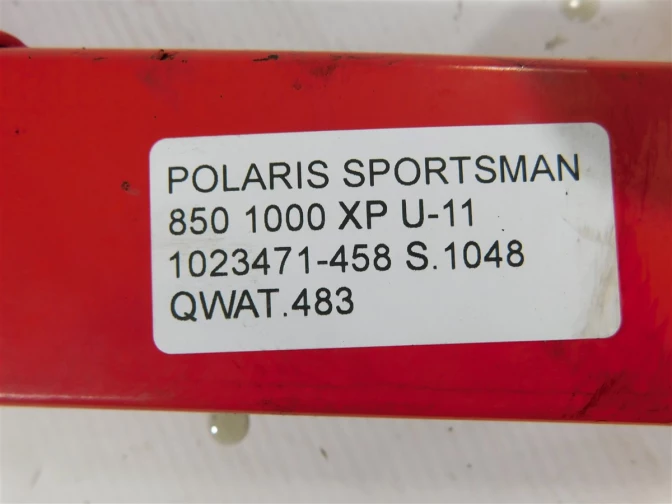 POLARIS SPORTSMAN
850 1000 XP U-11
1023471-458 S.1048
QWAT.483